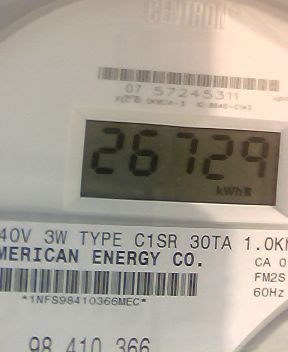 CENTRON
07 57245311
26729
kWh
40V 3W TYPE C1SR 30TA 1.0K
MERICAN ENERGY CO.
CA 0
FM2S
60Hz
*1NFS98410366MEC*
98 410 366